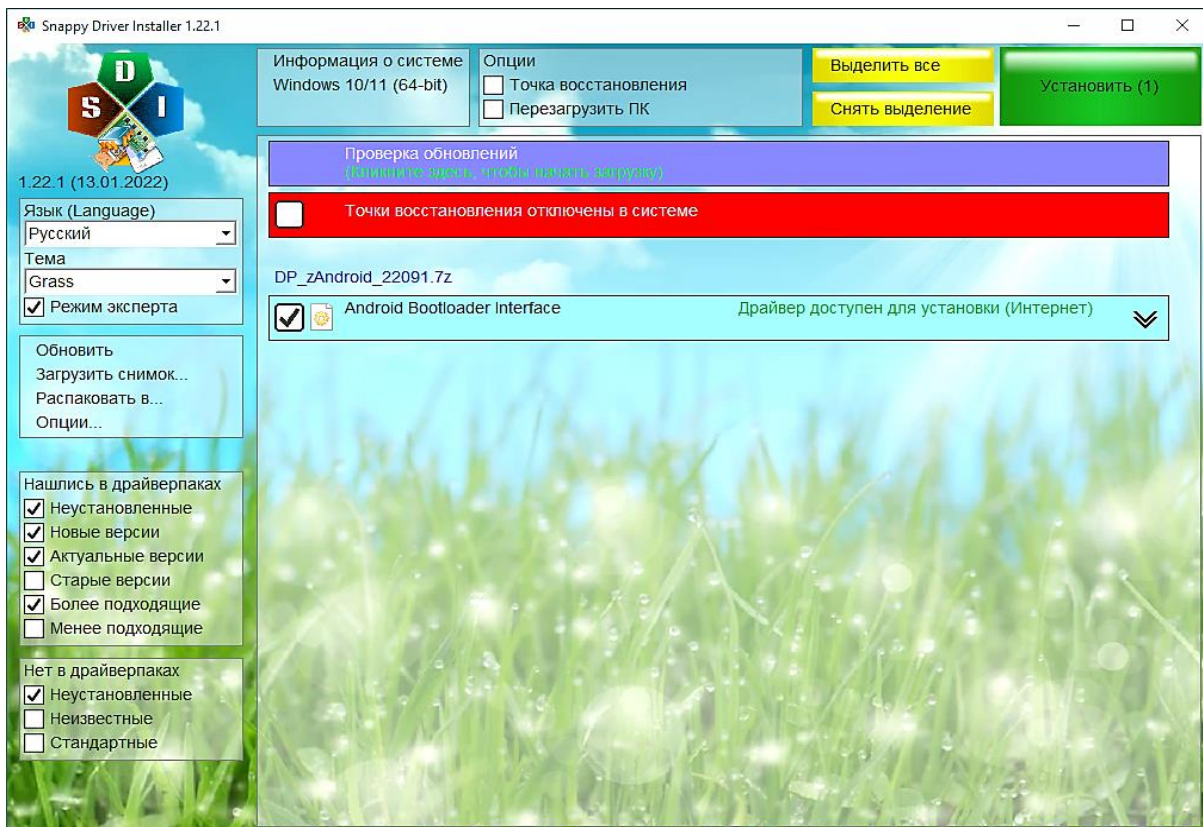 Snappy Driver Installer 1.22.1
D
S I
1.22.1 (13.01.2022)
Язык (Language)
Русский
Тема
Grass
Режим эксперта
Обновить
Загрузить снимок...
Распаковать в...
Опции...
Нашлись в драйверпаках
Неустановленные
Новые версии
Актуальные версии
Старые версии
Более подходящие
Менее подходящие
Нет в драйверпаках
Неустановленные
Неизвестные
Стандартные
Информация о системе
Windows 10/11 (64-bit)
Опции
Точка восстановления
Перезагрузить ПК
Выделить все
Снять выделение
Установить (1)
Проверка обновлений
(Кликните здесь, чтобы начать загрузку)
Точки восстановления отключены в системе
DP_zAndroid_22091.7z
Android Bootloader Interface
Драйвер доступен для установки (Интернет)